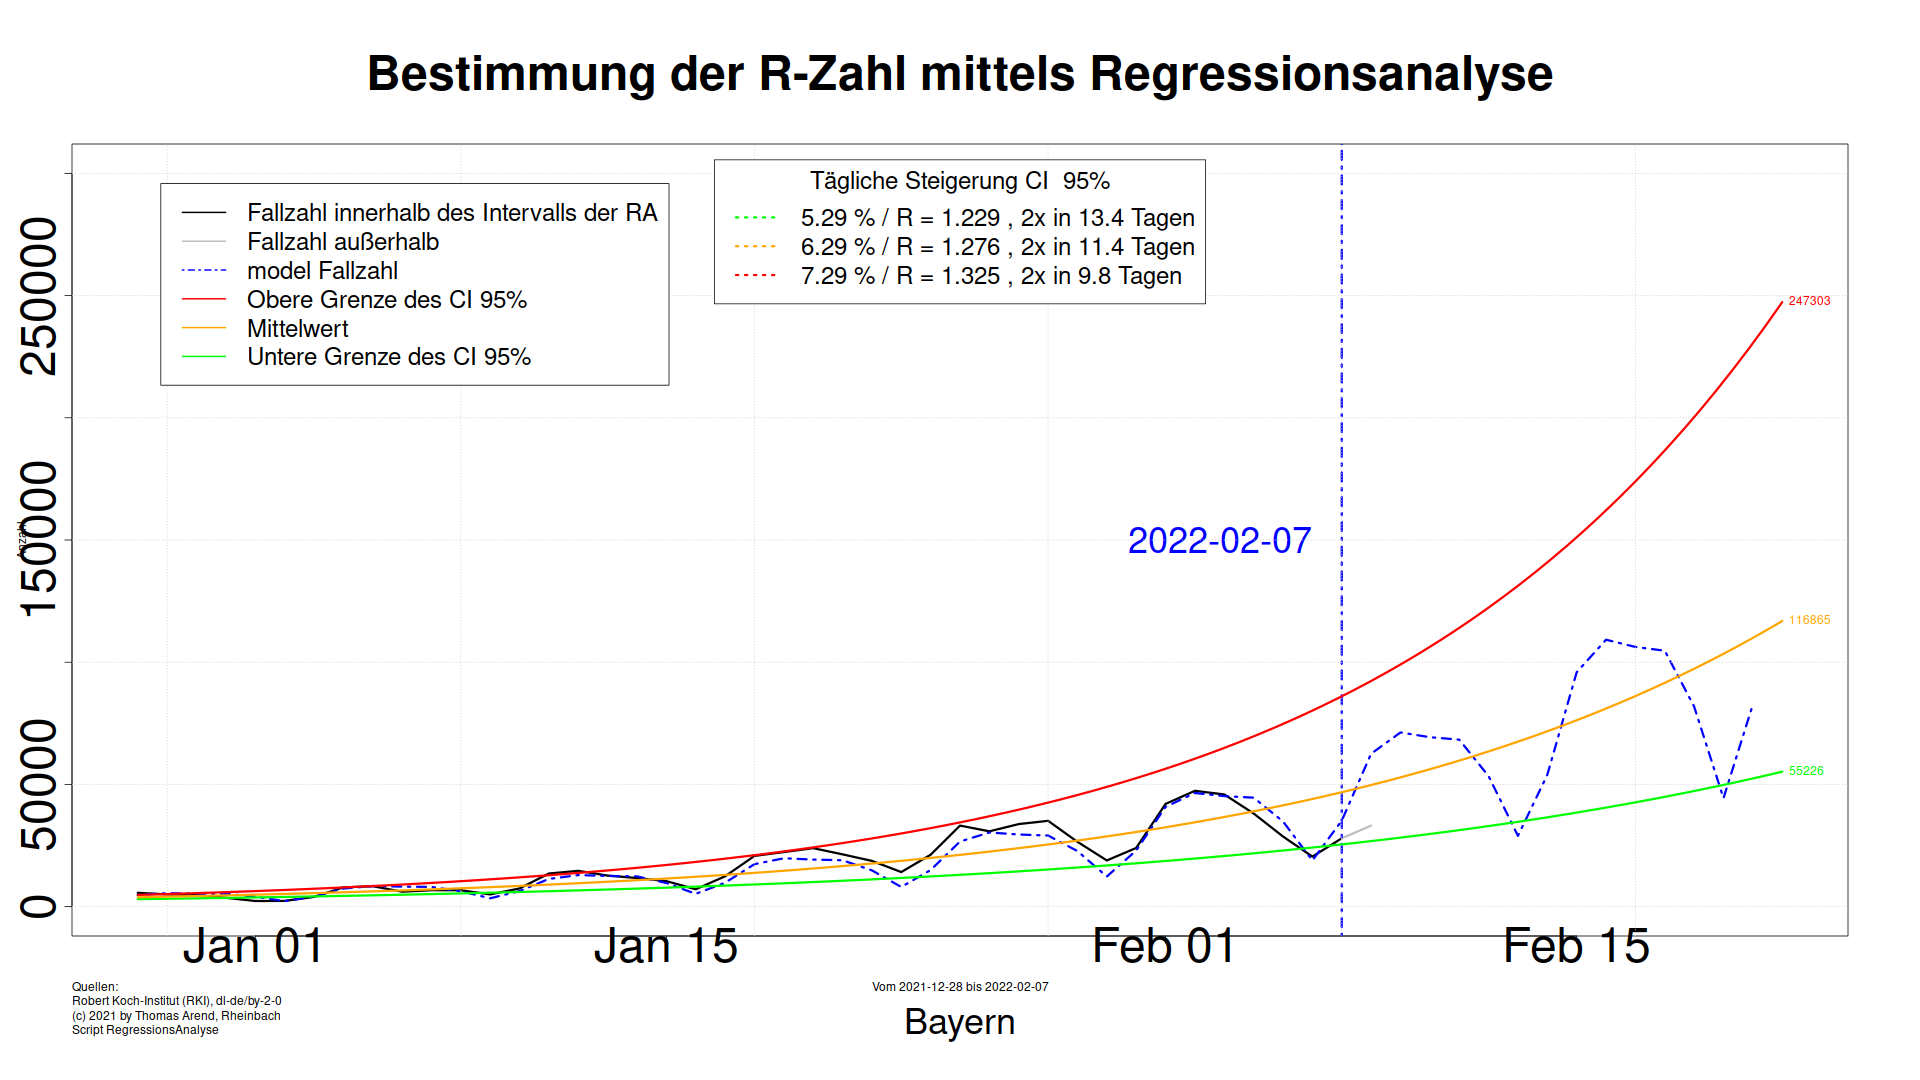 Bestimmung der R-Zahl mittels Regressionsanalyse
Fallzahl innerhalb des Intervalls der RA
Fallzahl außerhalb
model Fallzahl
Obere Grenze des CI 95%
Mittelwert
Untere Grenze des CI 95%
Tägliche Steigerung CI  95%
5.29 % / R = 1.229 , 2x in 13.4 Tagen
6.29 % / R = 1.276 , 2x in 11.4 Tagen
7.29 % / R = 1.325 , 2x in 9.8 Tagen
250000
150000
50000
0
Anzahl
247303
116865
55226
2022-02-07
Jan 01
Jan 15
Feb 01
Feb 15
Quellen:
Robert Koch-Institut (RKI), dl-de/by-2-0
(c) 2021 by Thomas Arend, Rheinbach
Script RegressionsAnalyse
Vom 2021-12-28 bis 2022-02-07
Bayern